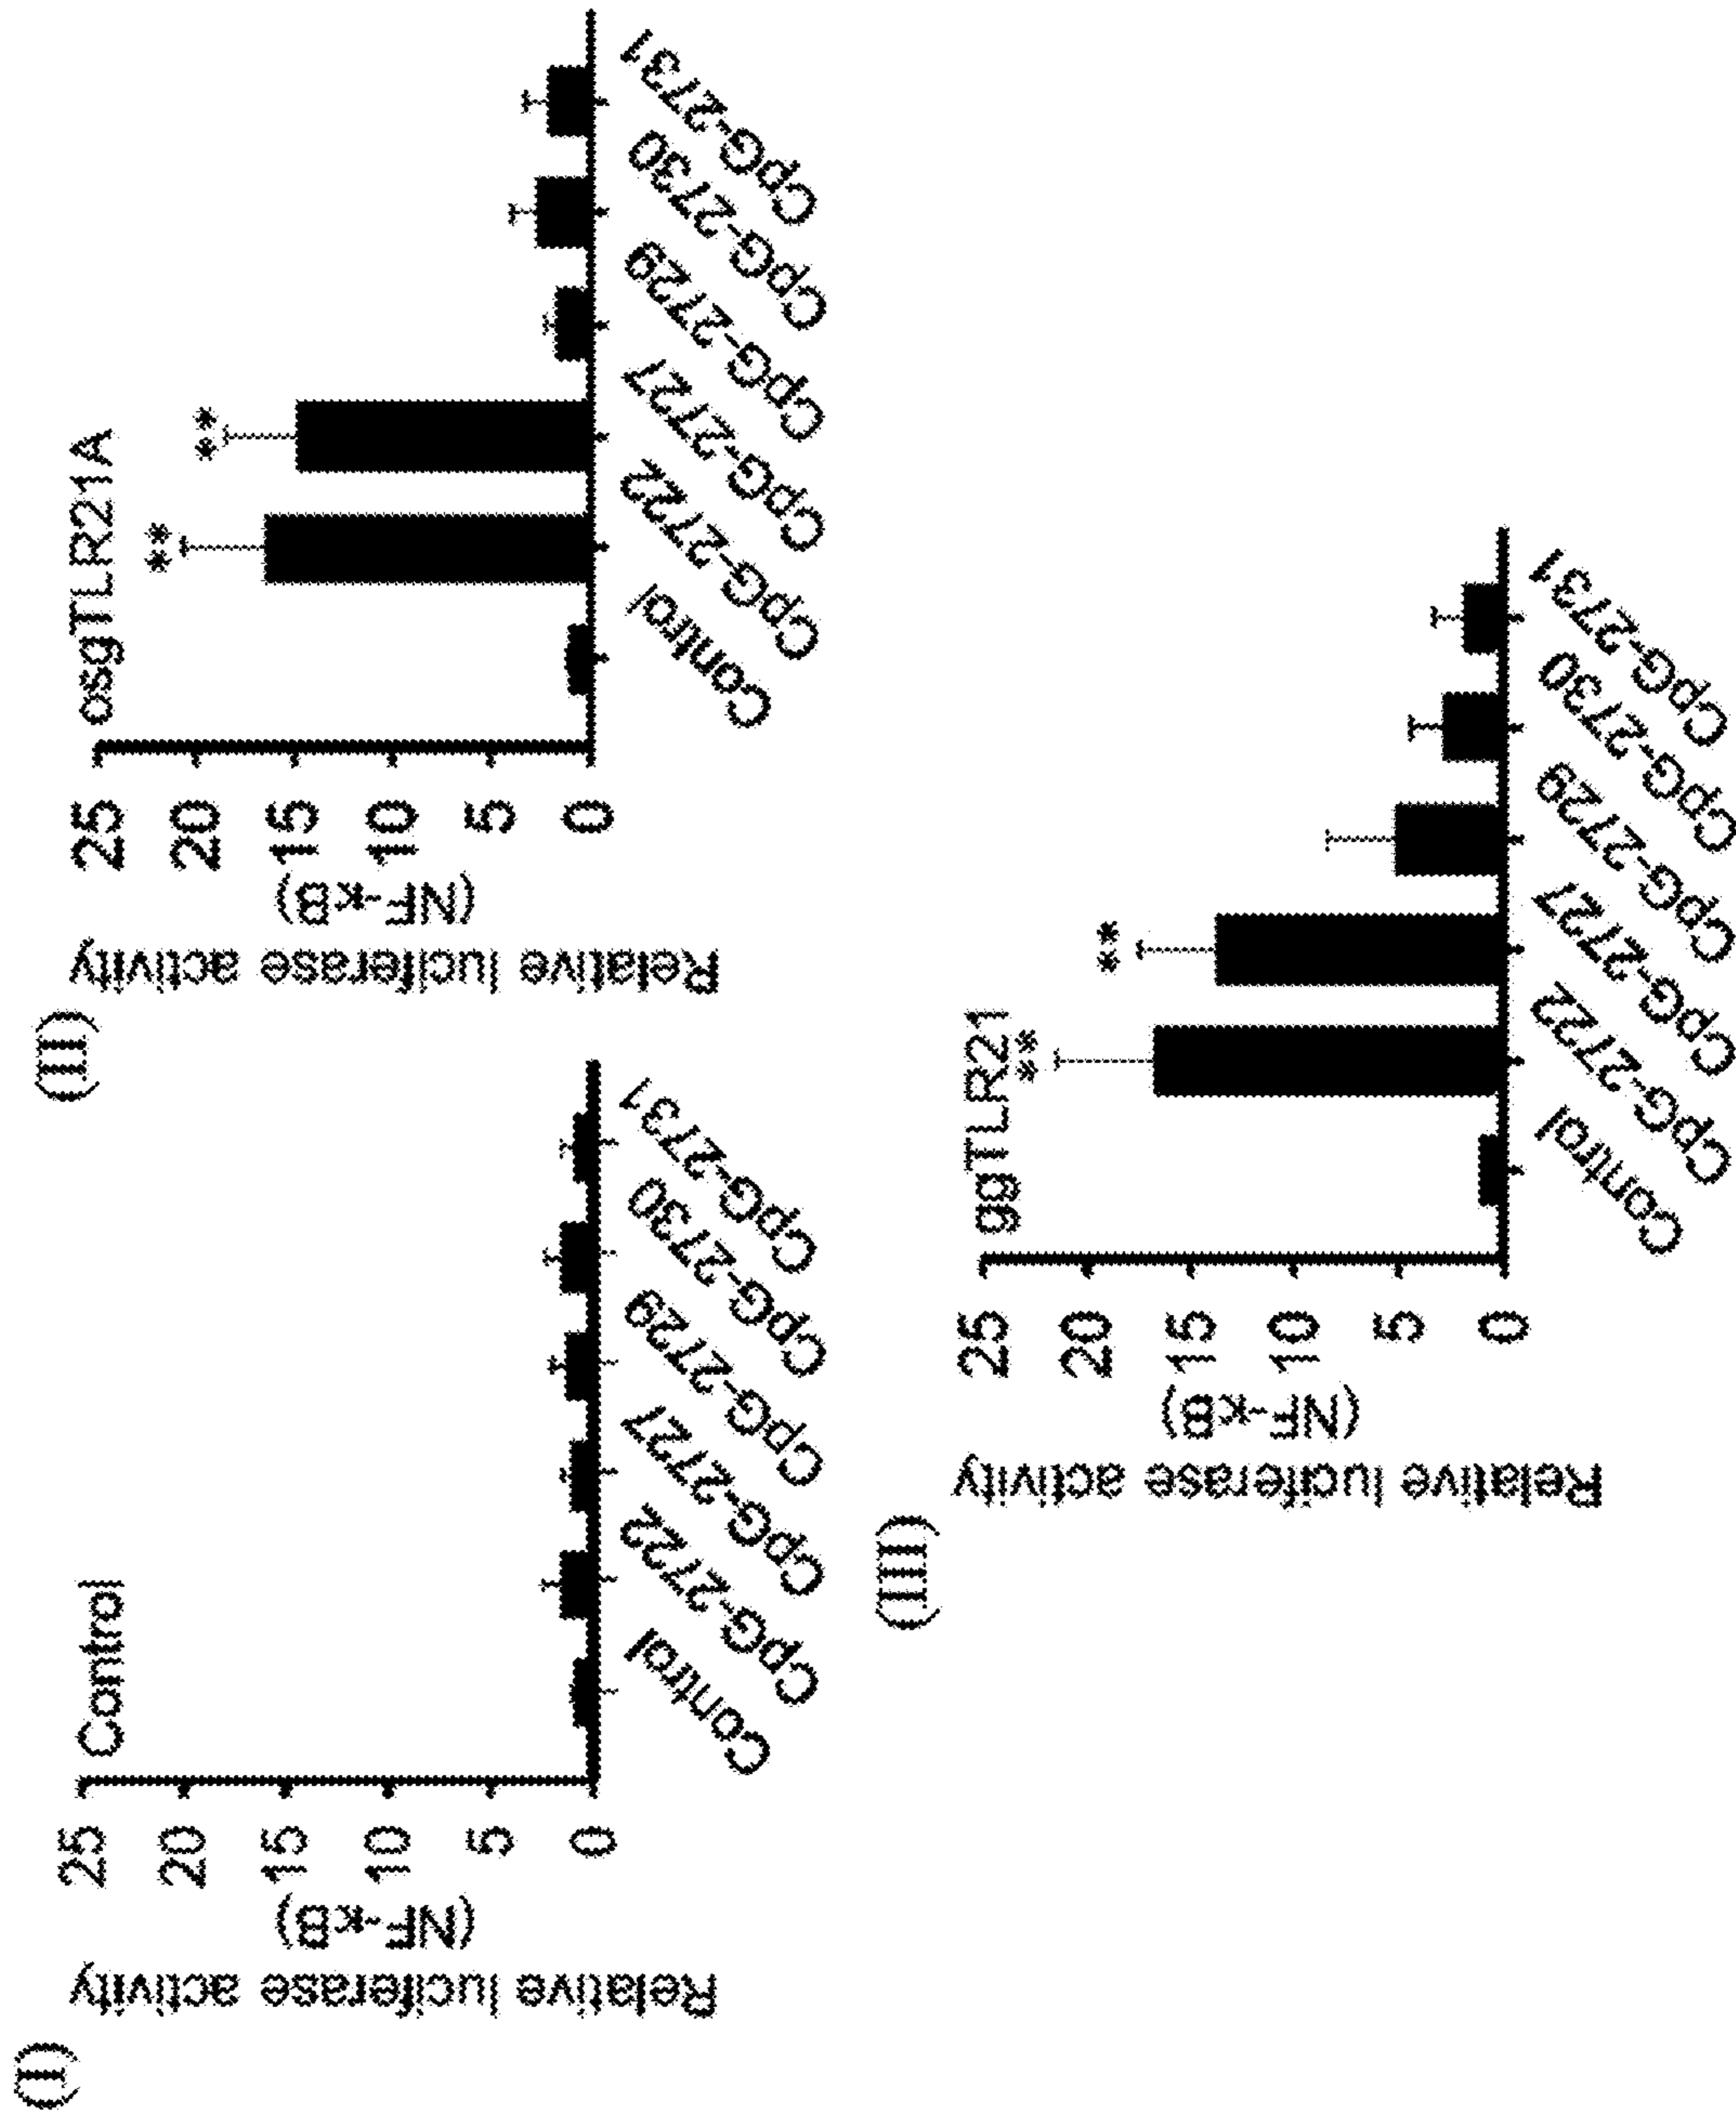 (I)
Relative luciferase activity
(NF-κB)
25
20
15
10
5
0
Control
Control
CpG-2722
CpG-2727
CpG-2729
CpG-2730
CpG-2731
(II)
Relative luciferase activity
(NF-κB)
25
20
15
10
5
0
osgTLR21A
**
**
Control
CpG-2722
CpG-2727
CpG-2729
CpG-2730
CpG-2731
(III)
Relative luciferase activity
(NF-κB)
25
20
15
10
5
0
ggTLR21
**
**
Control
CpG-2722
CpG-2727
CpG-2729
CpG-2730
CpG-2731